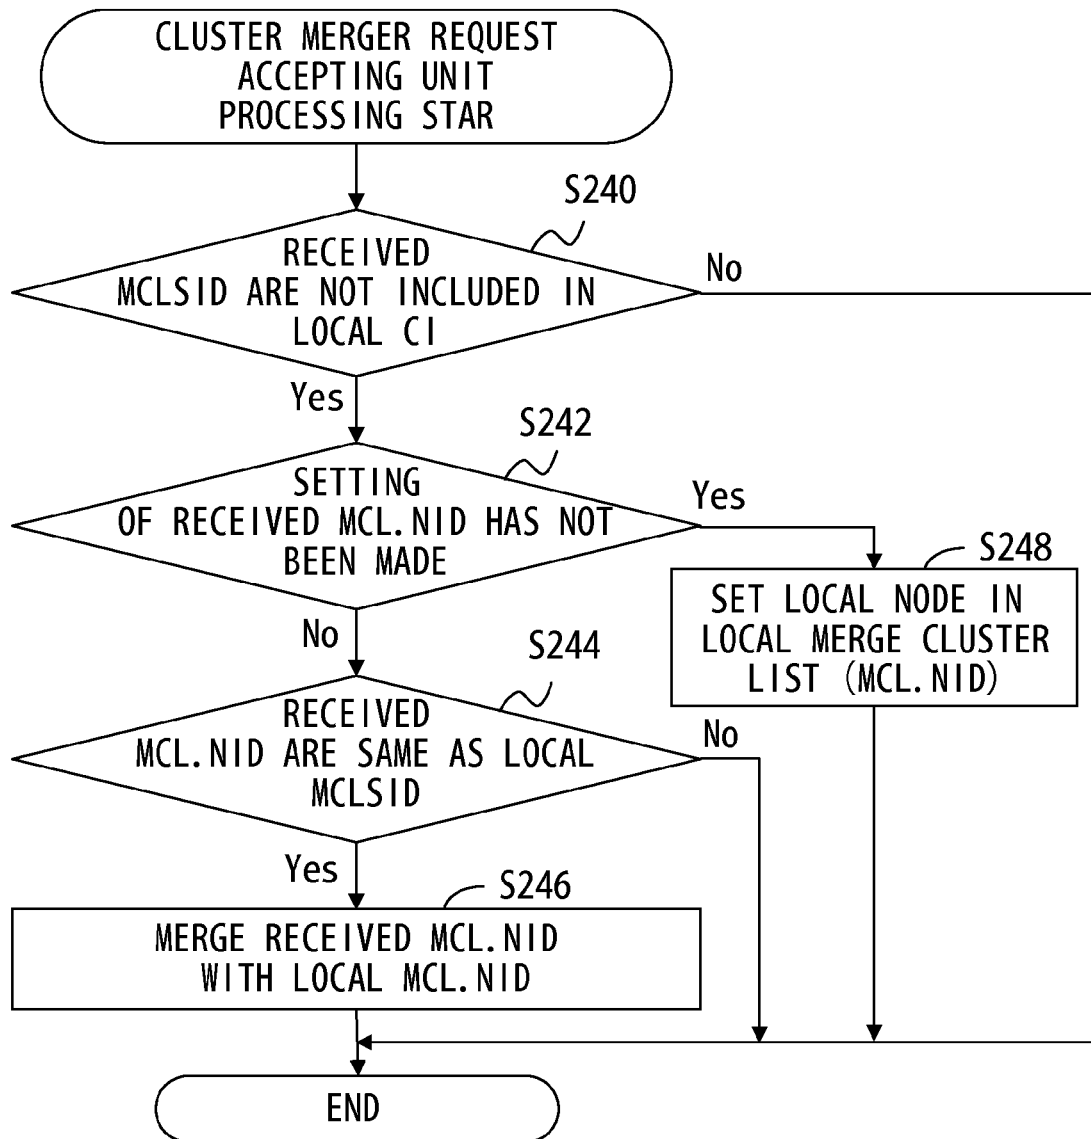 CLUSTER MERGER REQUEST
ACCEPTING UNIT
PROCESSING STAR
S240
RECEIVED
MCLSID ARE NOT INCLUDED IN
LOCAL CI
No
Yes
S242
SETTING
OF RECEIVED MCL.NID HAS NOT
BEEN MADE
Yes
S248
SET LOCAL NODE IN
LOCAL MERGE CLUSTER
LIST (MCL.NID)
No
S244
RECEIVED
MCL.NID ARE SAME AS LOCAL
MCLSID
No
Yes
S246
MERGE RECEIVED MCL.NID
WITH LOCAL MCL.NID
END